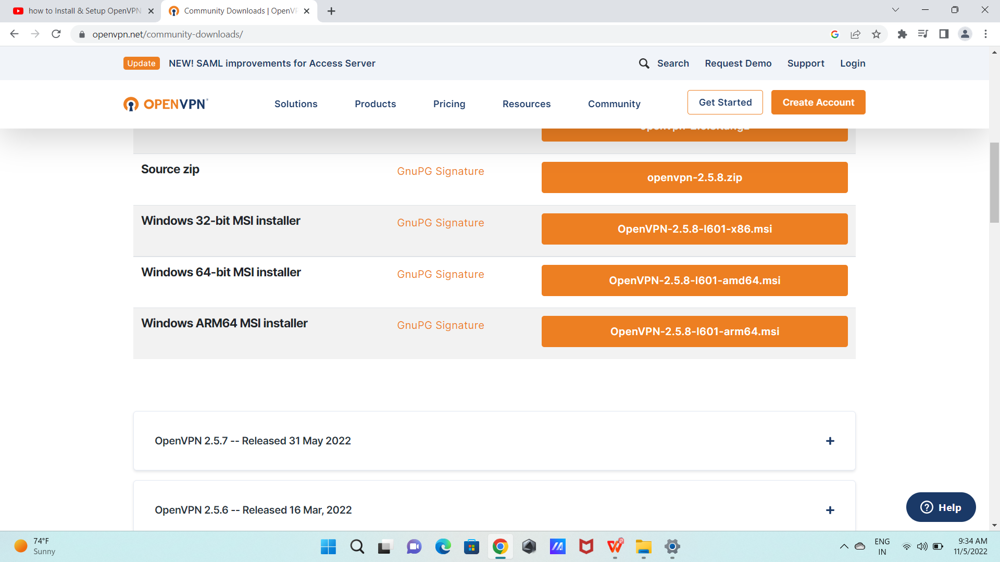 how to Install & Setup OpenVPN
Community Downloads | OpenVP
openvpn.net/community-downloads/
Update NEW! SAML improvements for Access Server Search Request Demo Support Login
OPENVPN Solutions Products Pricing Resources Community Get Started Create Account
Source zip GnuPG Signature openvpn-2.5.8.zip
Windows 32-bit MSI installer GnuPG Signature OpenVPN-2.5.8-I601-x86.msi
Windows 64-bit MSI installer GnuPG Signature OpenVPN-2.5.8-I601-amd64.msi
Windows ARM64 MSI installer GnuPG Signature OpenVPN-2.5.8-I601-arm64.msi
OpenVPN 2.5.7 -- Released 31 May 2022 +
OpenVPN 2.5.6 -- Released 16 Mar, 2022 +
Help
74°F
Sunny
ENG
IN
9:34 AM
11/5/2022